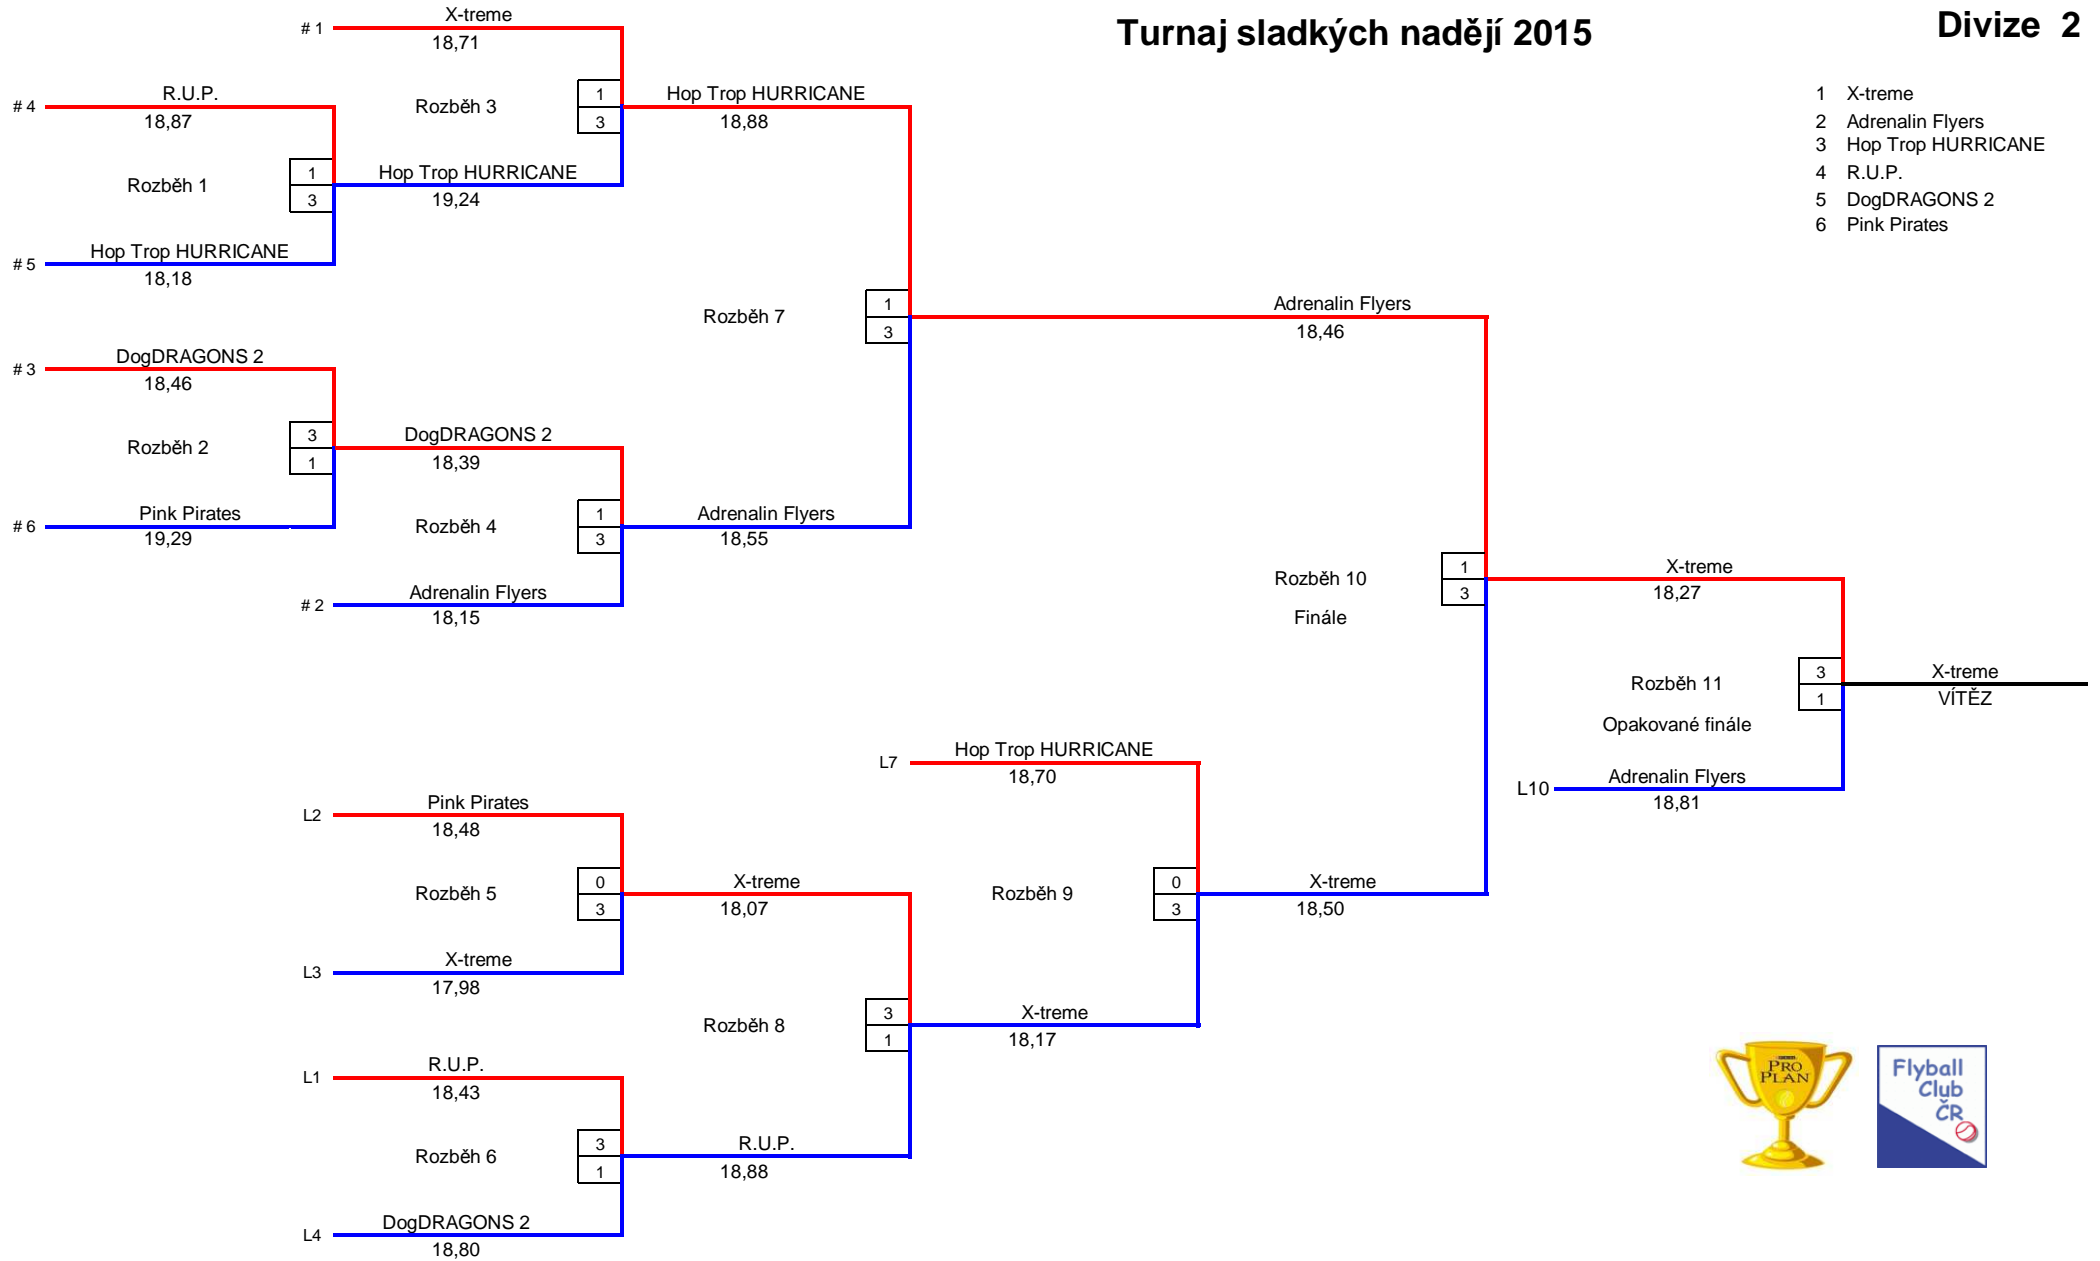 Turnaj sladkých nadějí 2015
Divize 2
1 X-treme
2 Adrenalin Flyers
3 Hop Trop HURRICANE
4 R.U.P.
5 DogDRAGONS 2
6 Pink Pirates
# 1
X-treme
18,71
# 4
R.U.P.
18,87
Rozběh 3
1
3
Hop Trop HURRICANE
18,88
Rozběh 1
1
3
Hop Trop HURRICANE
19,24
# 5
Hop Trop HURRICANE
18,18
Rozběh 7
1
3
Adrenalin Flyers
18,46
# 3
DogDRAGONS 2
18,46
Rozběh 2
3
1
DogDRAGONS 2
18,39
# 6
Pink Pirates
19,29
Rozběh 4
1
3
Adrenalin Flyers
18,55
# 2
Adrenalin Flyers
18,15
Rozběh 10
Finále
1
3
X-treme
18,27
Rozběh 11
Opakované finále
3
1
X-treme
VÍTĚZ
L10
Adrenalin Flyers
18,81
L7
Hop Trop HURRICANE
18,70
L2
Pink Pirates
18,48
Rozběh 5
0
3
X-treme
18,07
Rozběh 9
0
3
X-treme
18,50
L3
X-treme
17,98
Rozběh 8
3
1
X-treme
18,17
L1
R.U.P.
18,43
Rozběh 6
3
1
R.U.P.
18,88
L4
DogDRAGONS 2
18,80
PRO
PLAN
Flyball
Club
ČR